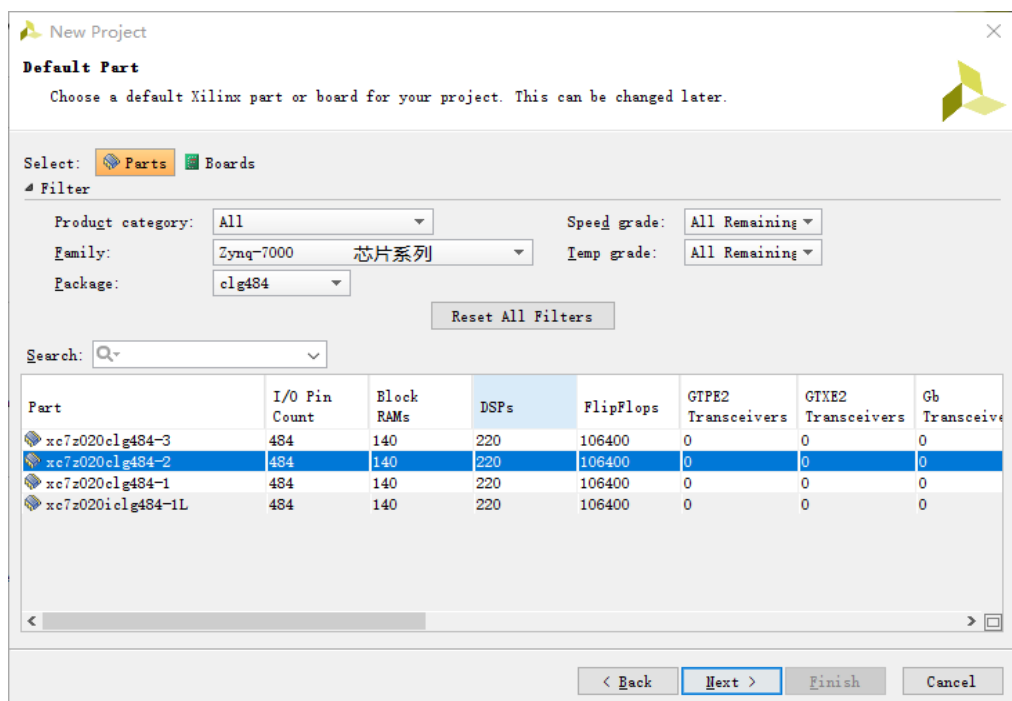 New Project
Default Part
Choose a default Xilinx part or board for your project. This can be changed later.
Select: Parts Boards
Filter
Product category: All Speed grade: All Remaining
Family: Zynq-7000 芯片系列 Temp grade: All Remaining
Package: clg484
Reset All Filters
Search:
Part I/O Pin Count Block RAMs DSPs FlipFlops GTPE2 Transceivers GTXE2 Transceivers Gb Transceive
xc7z020clg484-3 484 140 220 106400 0 0 0
xc7z020clg484-2 484 140 220 106400 0 0 0
xc7z020clg484-1 484 140 220 106400 0 0 0
xc7z020iclg484-1L 484 140 220 106400 0 0 0
< Back Next > Finish Cancel